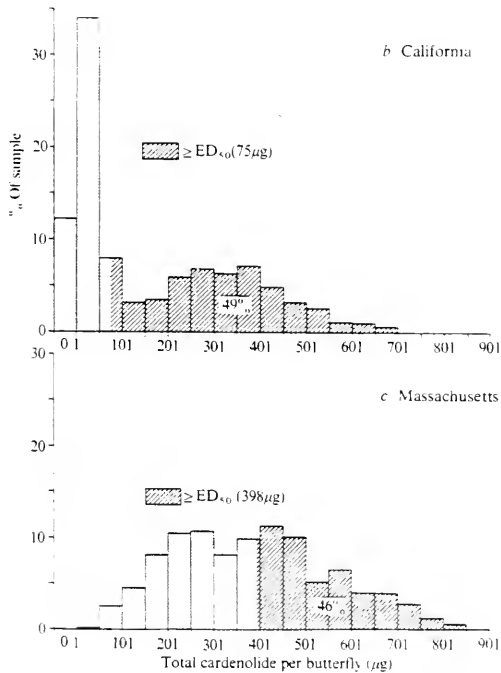 30
20
10
0
"o Of sample
b California
≥ ED50 (75μg)
49"o
0 1 101 201 301 401 501 601 701 801 901
30
20
10
0
c Massachusetts
≥ ED50 (398μg)
46"o
0 1 101 201 301 401 501 601 701 801 901
Total cardenolide per butterfly (μg)